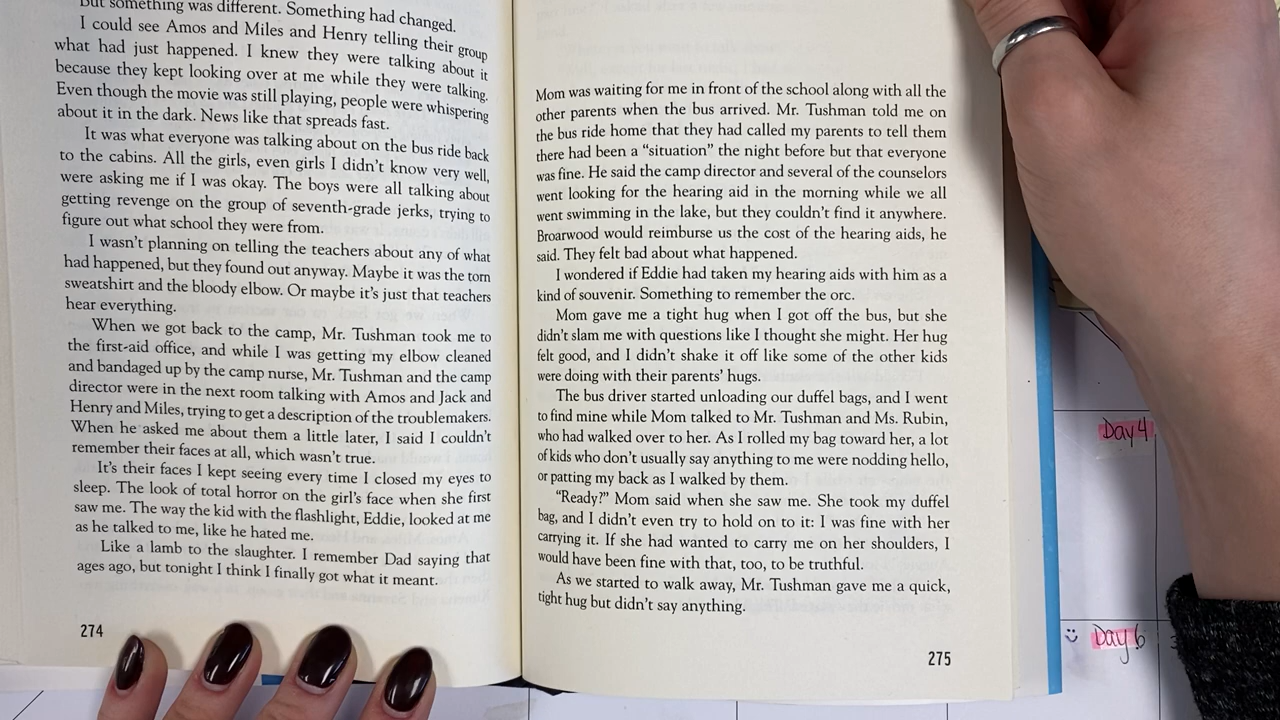 But something was different. Something had changed.
I could see Amos and Miles and Henry telling their group
what had just happened. I knew they were talking about it
because they kept looking over at me while they were talking.
Even though the movie was still playing, people were whispering
about it in the dark. News like that spreads fast.
It was what everyone was talking about on the bus ride back
to the cabins. All the girls, even girls I didn't know very well,
were asking me if I was okay. The boys were all talking about
getting revenge on the group of seventh-grade jerks, trying to
figure out what school they were from.
I wasn't planning on telling the teachers about any of what
had happened, but they found out anyway. Maybe it was the torn
sweatshirt and the bloody elbow. Or maybe it's just that teachers
hear everything.
When we got back to the camp, Mr. Tushman took me to
the first-aid office, and while I was getting my elbow cleaned
and bandaged up by the camp nurse, Mr. Tushman and the camp
director were in the next room talking with Amos and Jack and
Henry and Miles, trying to get a description of the troublemakers.
When he asked me about them a little later, I said I couldn't
remember their faces at all, which wasn't true.
It's their faces I kept seeing every time I closed my eyes to
sleep. The look of total horror on the girl's face when she first
saw me. The way the kid with the flashlight, Eddie, looked at me
as he talked to me, like he hated me.
Like a lamb to the slaughter. I remember Dad saying that
ages ago, but tonight I think I finally got what it meant.
274
Mom was waiting for me in front of the school along with all the
other parents when the bus arrived. Mr. Tushman told me on
the bus ride home that they had called my parents to tell them
there had been a "situation" the night before but that everyone
was fine. He said the camp director and several of the counselors
went looking for the hearing aid in the morning while we all
went swimming in the lake, but they couldn't find it anywhere.
Broarwood would reimburse us the cost of the hearing aids, he
said. They felt bad about what happened.
I wondered if Eddie had taken my hearing aids with him as a
kind of souvenir. Something to remember the orc.
Mom gave me a tight hug when I got off the bus, but she
didn't slam me with questions like I thought she might. Her hug
felt good, and I didn't shake it off like some of the other kids
were doing with their parents' hugs.
The bus driver started unloading our duffel bags, and I went
to find mine while Mom talked to Mr. Tushman and Ms. Rubin,
who had walked over to her. As I rolled my bag toward her, a lot
of kids who don't usually say anything to me were nodding hello,
or patting my back as I walked by them.
"Ready?" Mom said when she saw me. She took my duffel
bag, and I didn't even try to hold on to it: I was fine with her
carrying it. If she had wanted to carry me on her shoulders, I
would have been fine with that, too, to be truthful.
As we started to walk away, Mr. Tushman gave me a quick,
tight hug but didn't say anything.
275
Day 4
Day 6